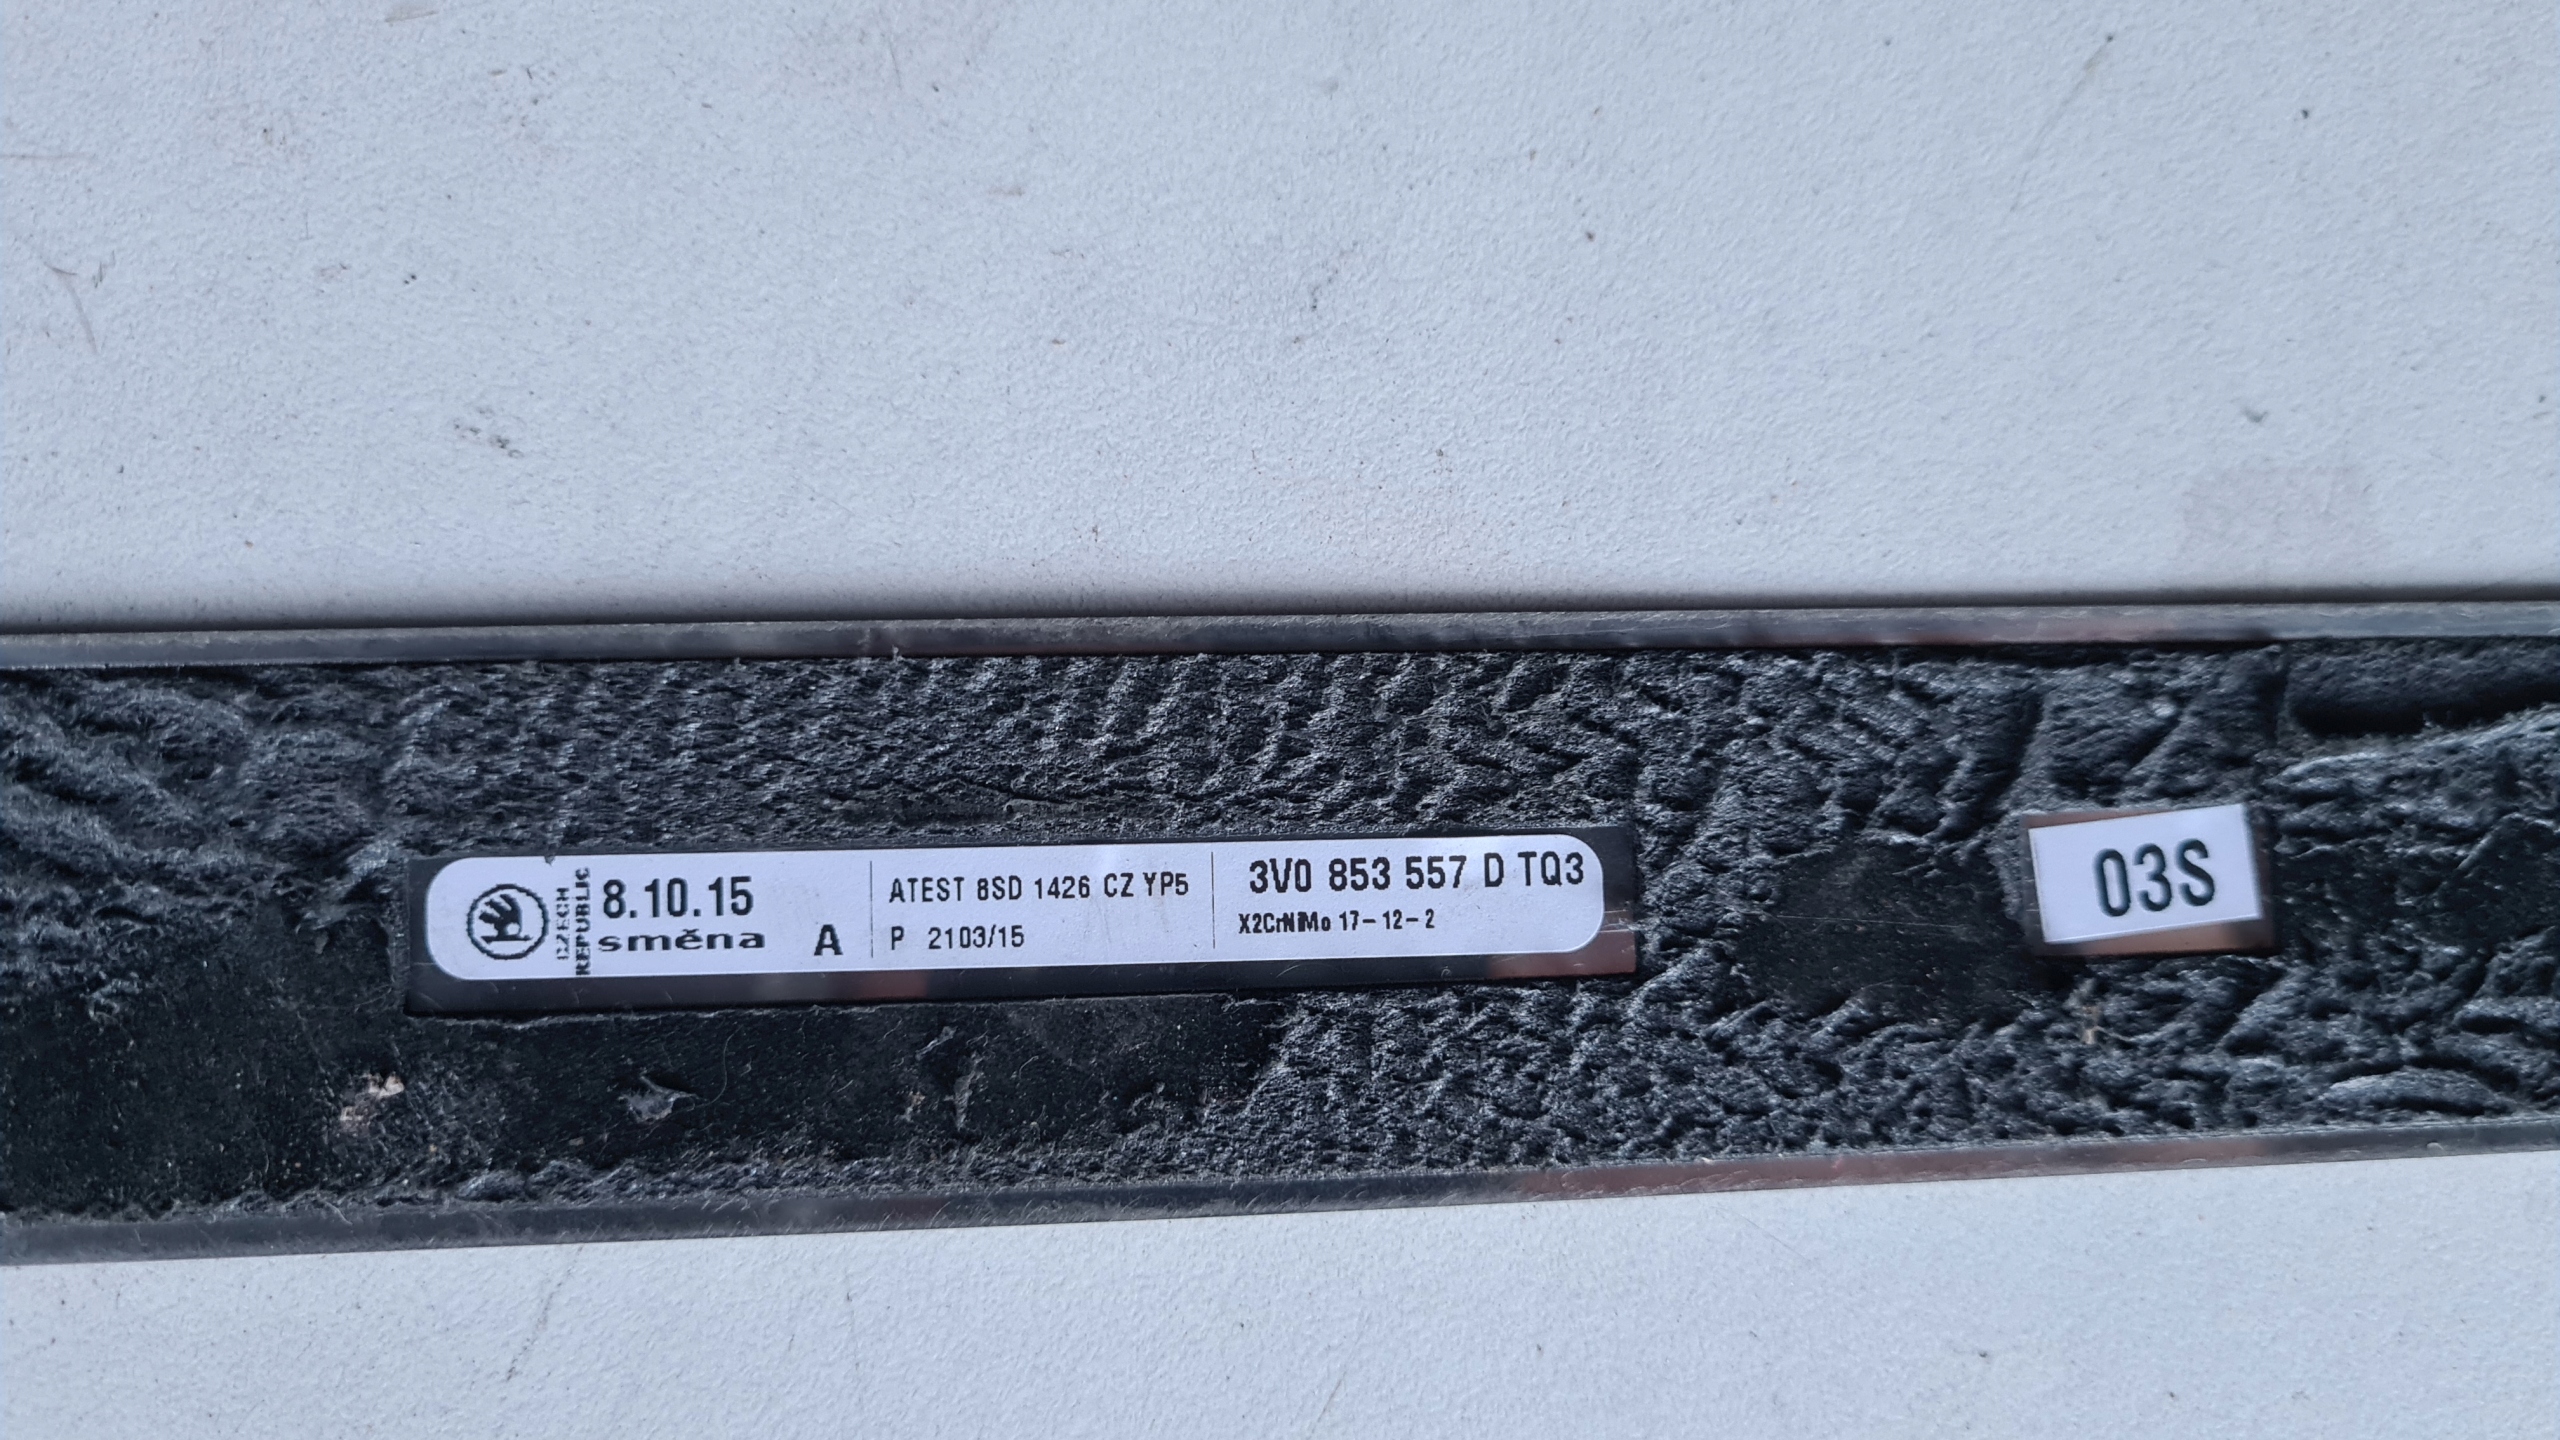 CZECH
REPUBLIC
8.10.15
směna A
ATEST 8SD 1426 CZ YP5
P 2103/15
3V0 853 557 D TQ3
X2CrNiMo 17-12-2
03S